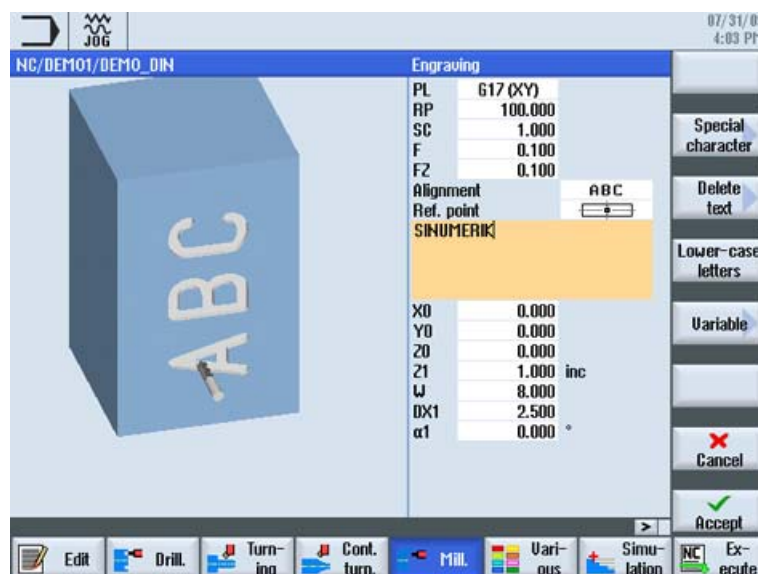 07/31/0
JOG
4:03 PM
NC/DEMO1/DEMO_DIN
Engraving
PL G17 (XY)
RP 100.000
SC 1.000
F 0.100
FZ 0.100
Alignment ABC
Ref. point
SINUMERIK
X0 0.000
Y0 0.000
Z0 0.000
Z1 1.000 inc
W 8.000
DX1 2.500
α1 0.000 °
ABC
Special character
Delete text
Lower-case letters
Variable
Cancel
Accept
>
Edit
Drill.
Turn-ing
Cont. turn.
Mill.
Vari-ous
Simu-lation
NC Ex-ecute